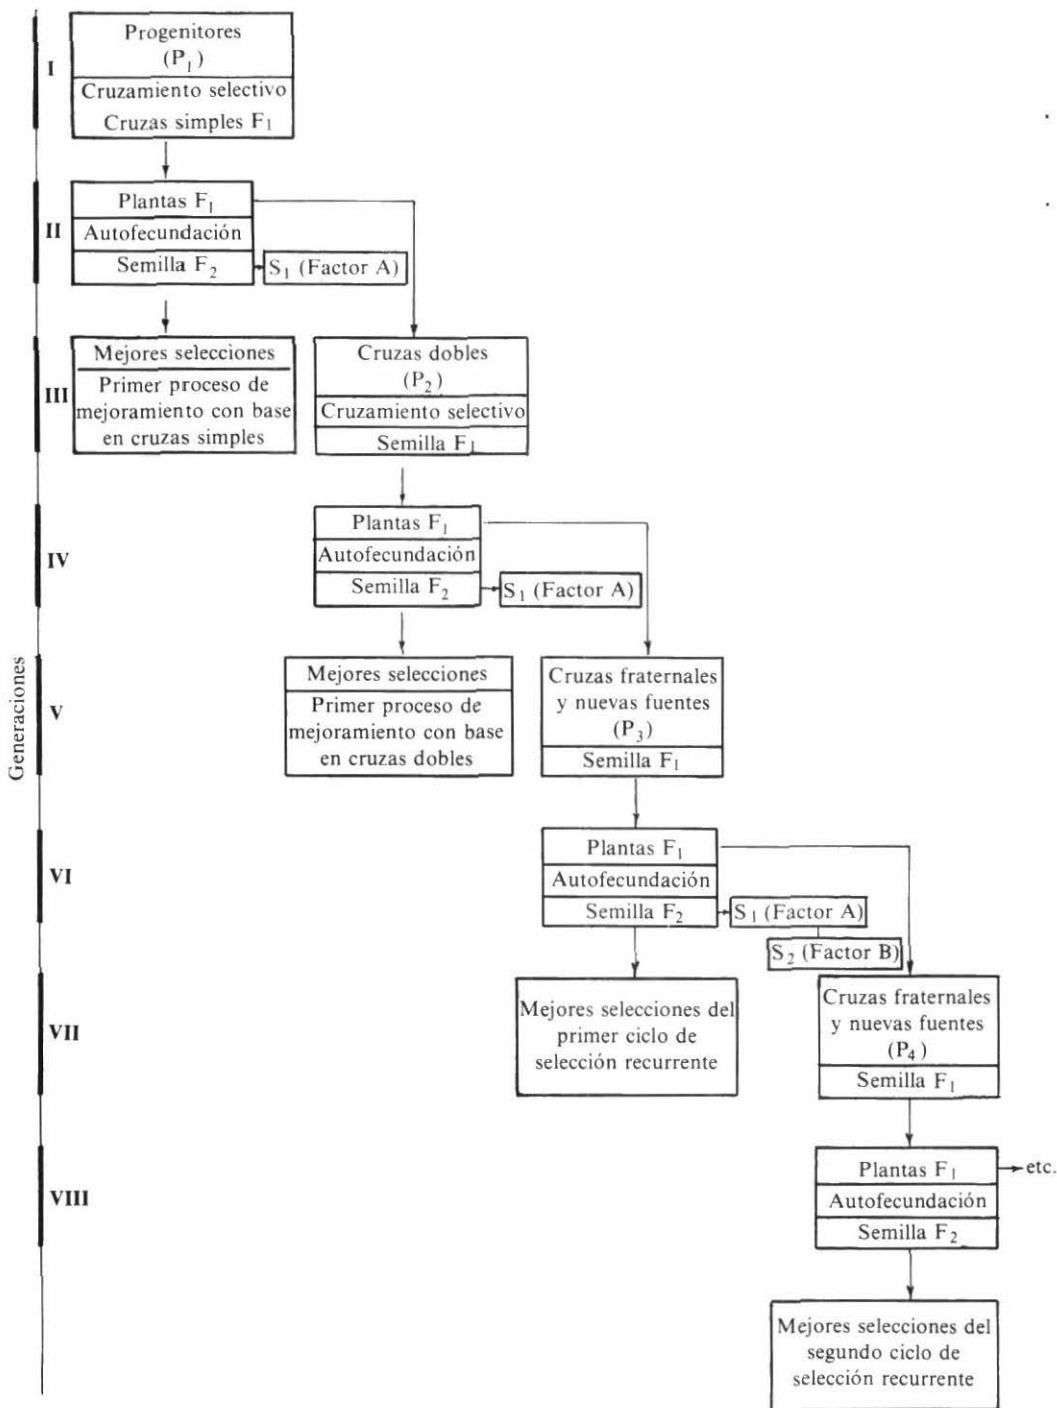 Generaciones
I
Progenitores
(P₁)
Cruzamiento selectivo
Cruzas simples F₁
II
Plantas F₁
Autofecundación
Semilla F₂
S₁ (Factor A)
III
Mejores selecciones
Primer proceso de
mejoramiento con base
en cruzas simples
Cruzas dobles
(P₂)
Cruzamiento selectivo
Semilla F₁
IV
Plantas F₁
Autofecundación
Semilla F₂
S₁ (Factor A)
V
Mejores selecciones
Primer proceso de
mejoramiento con base
en cruzas dobles
Cruzas fraternales
y nuevas fuentes
(P₃)
Semilla F₁
VI
Plantas F₁
Autofecundación
Semilla F₂
S₁ (Factor A)
S₂ (Factor B)
VII
Mejores selecciones del
primer ciclo de
selección recurrente
Cruzas fraternales
y nuevas fuentes
(P₄)
Semilla F₁
VIII
Plantas F₁
etc.
Autofecundación
Semilla F₂
Mejores selecciones del
segundo ciclo de
selección recurrente